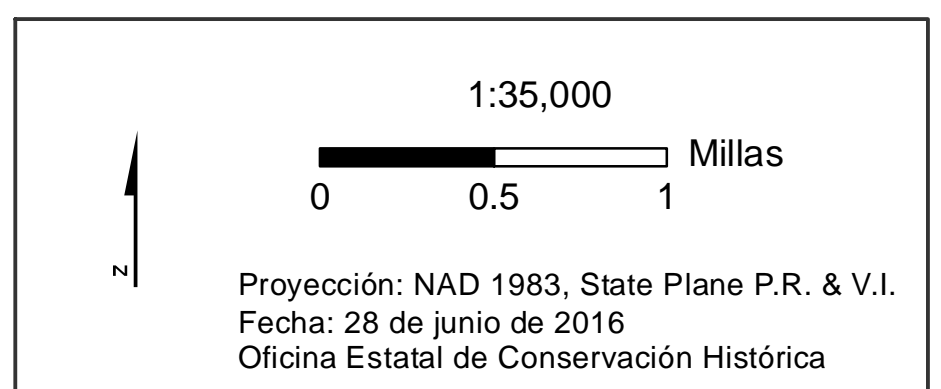 1:35,000
Millas
0 0.5 1
N
Proyección: NAD 1983, State Plane P.R. & V.I.
Fecha: 28 de junio de 2016
Oficina Estatal de Conservación Histórica